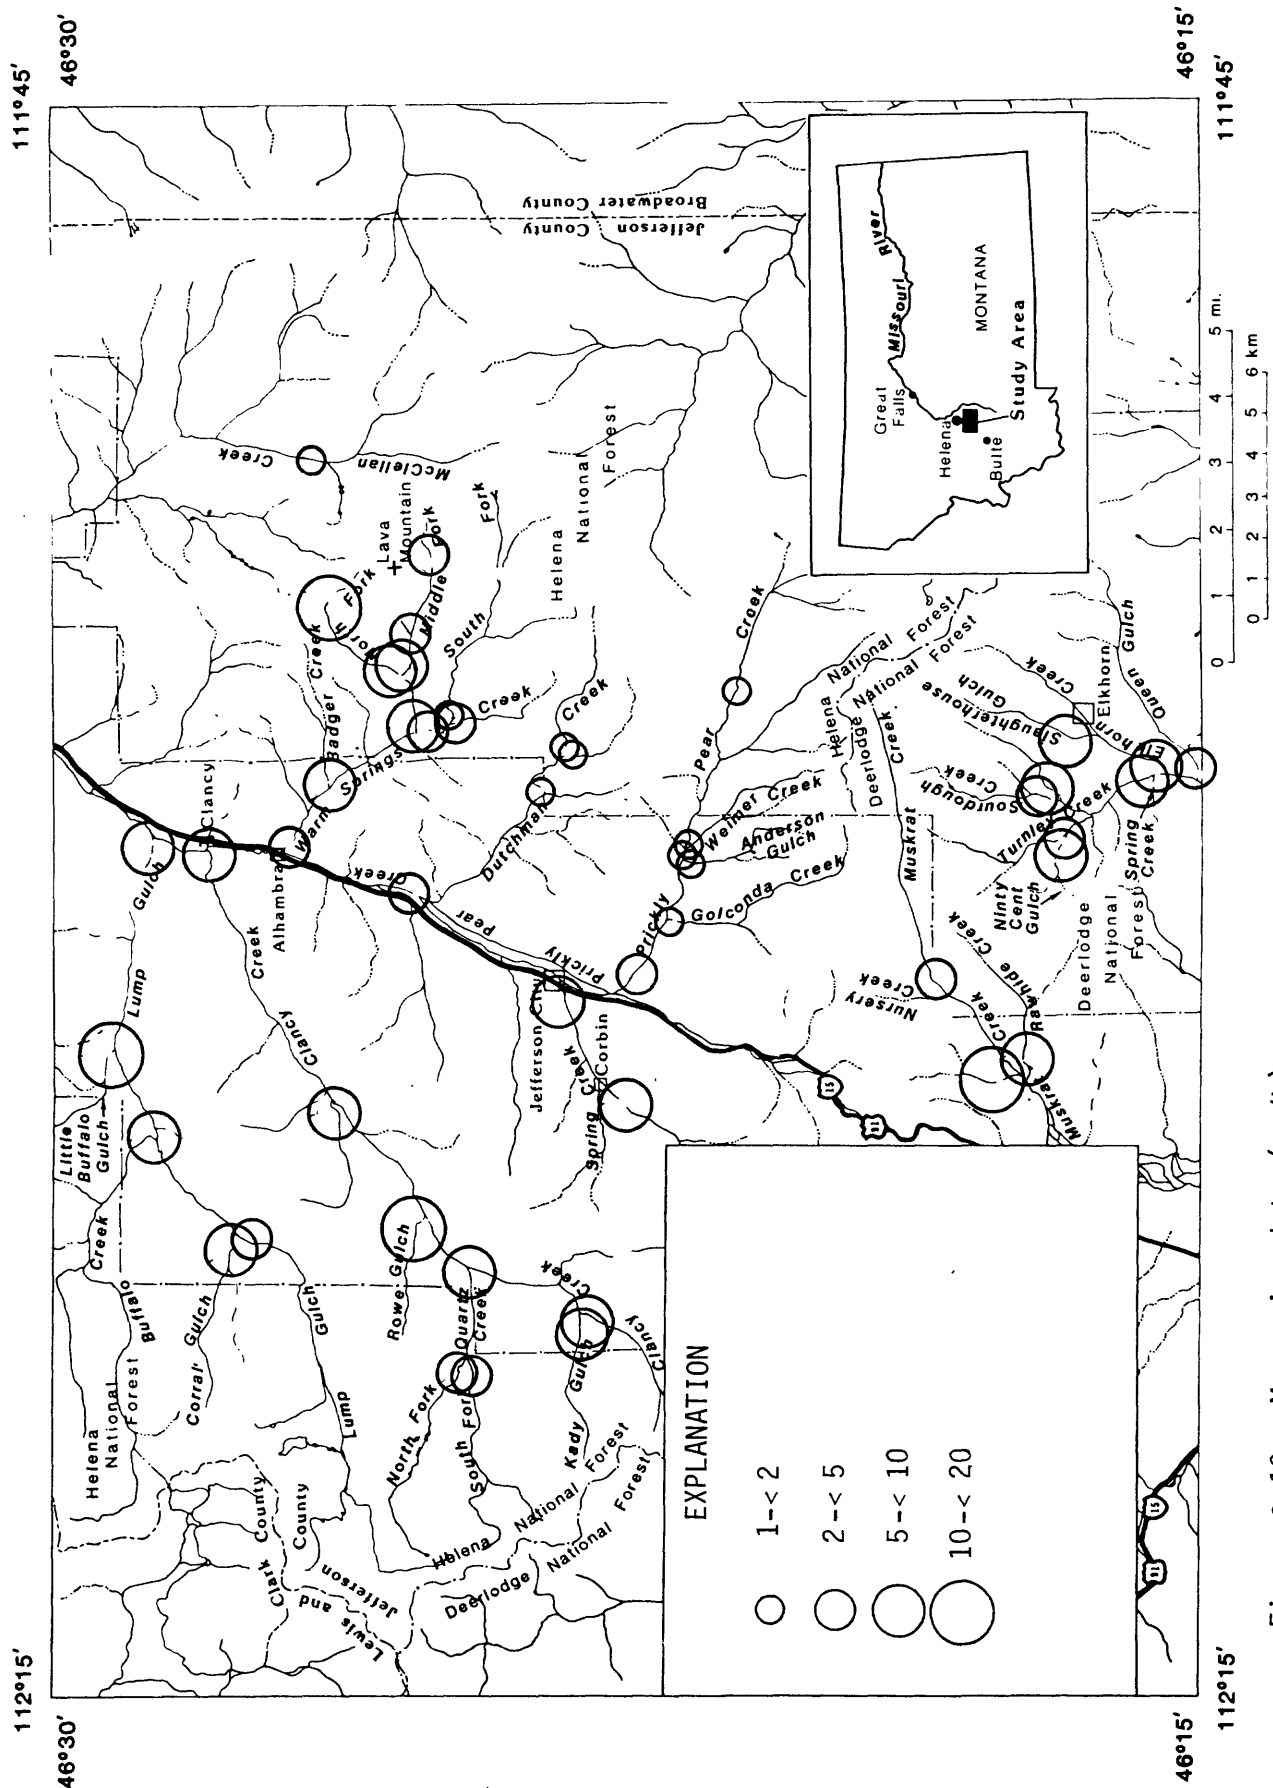 112°15′
111°45′
46°30′
46°30′
46°15′
46°15′
112°15′
111°45′
Helena
National
Forest
Buffalo
Creek
Little
Buffalo
Gulch
Lump
Gulch
Clancy
Corral
Gulch
Lump
Gulch
Clancy
Creek
Alhambra
Warm
Springs
Creek
Badger
Creek
North
Fork
Lava
Mountain
Middle
Fork
South
Fork
McClellan
Creek
Lewis and
Clark
County
Jefferson
County
Rowe Gulch
Quartz
Creek
North Fork
South Fork
Kady
Gulch
Clancy
Creek
Helena National Forest
Deerlodge National Forest
Jefferson City
Spring Creek
Corbin
Prickly
Pear
Creek
Dutchman
Creek
Helena
National
Forest
Jefferson County
Broadwater County
Prickly
Pear
Creek
Golconda Creek
Anderson
Gulch
Weimer Creek
Helena National Forest
Deerlodge National Forest
Muskrat
Creek
Nursery
Creek
Rawhide Creek
Muskrat
Creek
Ninty
Cent
Gulch
Deerlodge
National
Forest
Turnley Creek
Sourdough
Creek
Slaughterhouse
Gulch
Elkhorn
Creek
Elkhorn
Queen
Gulch
Spring
Creek
15
91
15
91
EXPLANATION
1-< 2
2-< 5
5-< 10
10-< 20
Great
Falls
Missouri River
Helena
Butte
MONTANA
Study Area
0 1 2 3 4 5 mi.
0 1 2 3 4 5 6 km